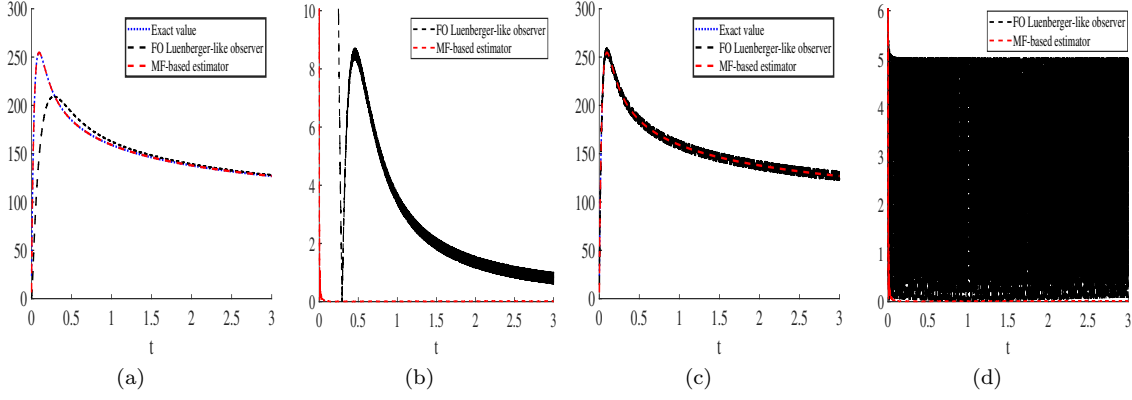 300
250
200
150
100
50
0
0 0.5 1 1.5 2 2.5 3
t
Exact value
FO Luenberger-like observer
MF-based estimator
(a)
10
8
6
4
2
0
0 0.5 1 1.5 2 2.5 3
t
FO Luenberger-like observer
MF-based estimator
(b)
300
250
200
150
100
50
0
0 0.5 1 1.5 2 2.5 3
t
Exact value
FO Luenberger-like observer
MF-based estimator
(c)
6
5
4
3
2
1
0
0 0.5 1 1.5 2 2.5 3
t
FO Luenberger-like observer
MF-based estimator
(d)